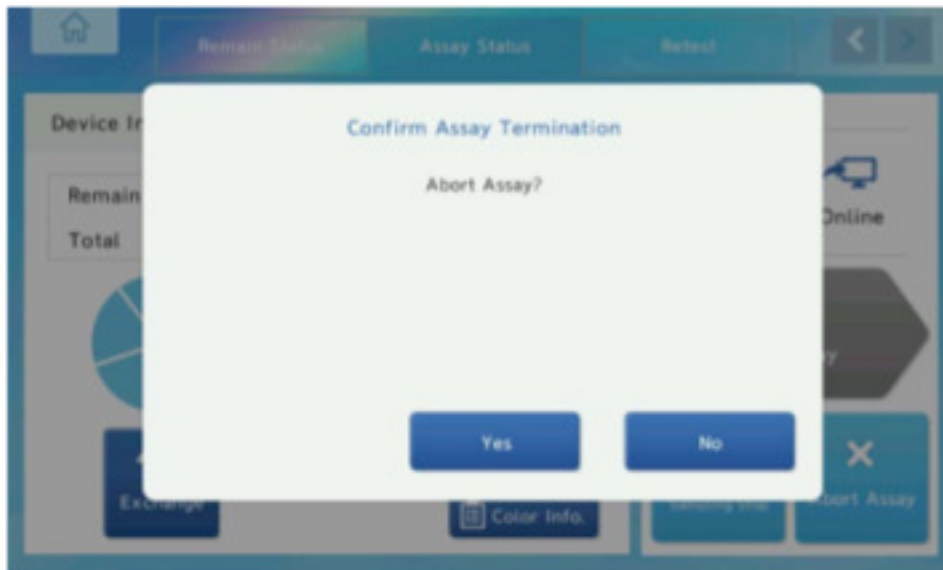 Remain Status
Assay Status
Retest
Device In
Confirm Assay Termination
Abort Assay?
Remain
Total
Online
y
Yes
No
Exchange
Color Info.
Abort Assay